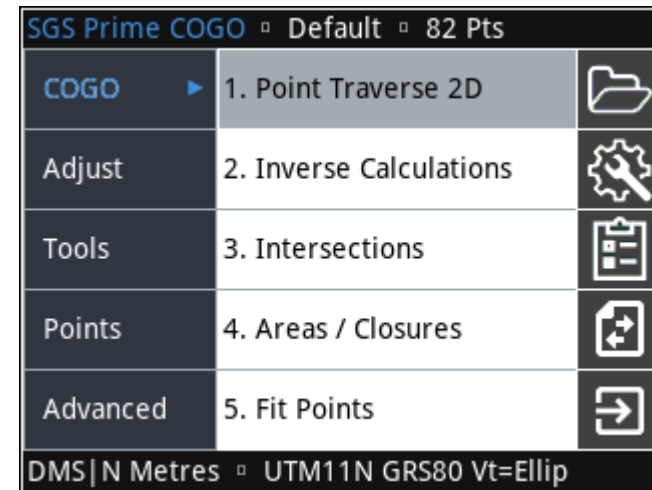 SGS Prime COGO ▫ Default ▫ 82 Pts
COGO ▸ 1. Point Traverse 2D
Adjust 2. Inverse Calculations
Tools 3. Intersections
Points 4. Areas / Closures
Advanced 5. Fit Points
DMS|N Metres ▫ UTM11N GRS80 Vt=Ellip